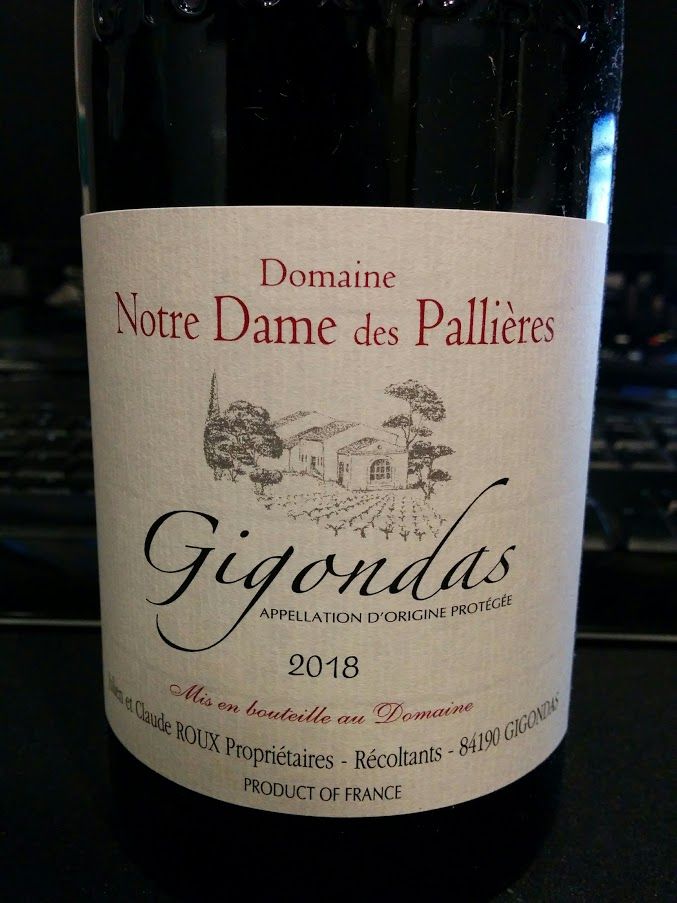 Domaine
Notre Dame des Pallières
Gigondas
APPELLATION D'ORIGINE PROTÉGÉE
2018
Mis en bouteille au Domaine
et Claude ROUX Propriétaires - Récoltants - 84190 GIGONDAS
PRODUCT OF FRANCE